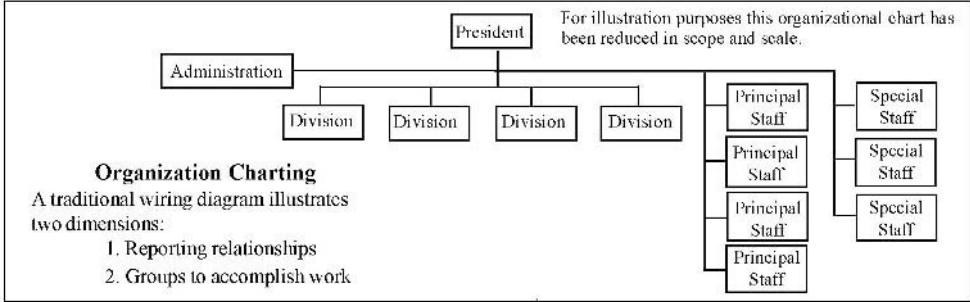 President
For illustration purposes this organizational chart has
been reduced in scope and scale.
Administration
Division
Division
Division
Division
Principal
Staff
Special
Staff
Principal
Staff
Special
Staff
Principal
Staff
Special
Staff
Principal
Staff
Organization Charting
A traditional wiring diagram illustrates
two dimensions:
1. Reporting relationships
2. Groups to accomplish work